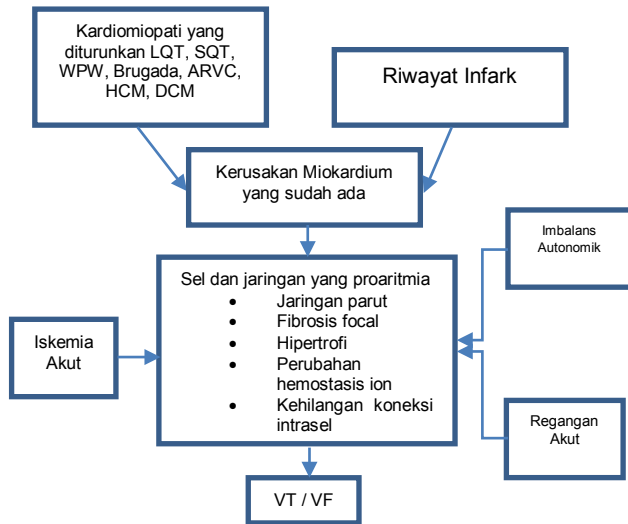 Kardiomiopati yang
diturunkan LQT, SQT,
WPW, Brugada, ARVC,
HCM, DCM
Riwayat Infark
Kerusakan Miokardium
yang sudah ada
Imbalans
Autonomik
Sel dan jaringan yang proaritmia
• Jaringan parut
• Fibrosis focal
• Hipertrofi
• Perubahan
hemostasis ion
• Kehilangan koneksi
intrasel
Iskemia
Akut
Regangan
Akut
VT / VF